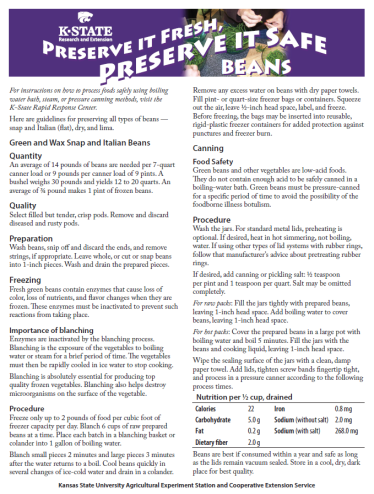 K-STATE
Research and Extension
PRESERVE IT FRESH,
PRESERVE IT SAFE
BEANS
For instructions on how to process foods safely using boiling
water bath, steam, or pressure canning methods, visit the
K-State Rapid Response Center.
Here are guidelines for preserving all types of beans —
snap and Italian (flat), dry, and lima.
Green and Wax Snap and Italian Beans
Quantity
An average of 14 pounds of beans are needed per 7-quart
canner load or 9 pounds per canner load of 9 pints. A
bushel weighs 30 pounds and yields 12 to 20 quarts. An
average of ¾ pound makes 1 pint of frozen beans.
Quality
Select filled but tender, crisp pods. Remove and discard
diseased and rusty pods.
Preparation
Wash beans, snip off and discard the ends, and remove
strings, if appropriate. Leave whole, or cut or snap beans
into 1-inch pieces. Wash and drain the prepared pieces.
Freezing
Fresh green beans contain enzymes that cause loss of
color, loss of nutrients, and flavor changes when they are
frozen. These enzymes must be inactivated to prevent such
reactions from taking place.
Importance of blanching
Enzymes are inactivated by the blanching process.
Blanching is the exposure of the vegetables to boiling
water or steam for a brief period of time. The vegetables
must then be rapidly cooled in ice water to stop cooking.
Blanching is absolutely essential for producing top
quality frozen vegetables. Blanching also helps destroy
microorganisms on the surface of the vegetable.
Procedure
Freeze only up to 2 pounds of food per cubic foot of
freezer capacity per day. Blanch 6 cups of raw prepared
beans at a time. Place each batch in a blanching basket or
colander into 1 gallon of boiling water.
Blanch small pieces 2 minutes and large pieces 3 minutes
after the water returns to a boil. Cool beans quickly in
several changes of ice-cold water and drain in a colander.
Remove any excess water on beans with dry paper towels.
Fill pint- or quart-size freezer bags or containers. Squeeze
out the air, leave ½-inch head space, label, and freeze.
Before freezing, the bags may be inserted into reusable,
rigid-plastic freezer containers for added protection against
punctures and freezer burn.
Canning
Food Safety
Green beans and other vegetables are low-acid foods.
They do not contain enough acid to be safely canned in a
boiling-water bath. Green beans must be pressure-canned
for a specific period of time to avoid the possibility of the
foodborne illness botulism.
Procedure
Wash the jars. For standard metal lids, preheating is
optional. If desired, heat in hot simmering, not boiling,
water. If using other types of lid systems with rubber rings,
follow that manufacturer's advice about pretreating rubber
rings.
If desired, add canning or pickling salt: ½ teaspoon
per pint and 1 teaspoon per quart. Salt may be omitted
completely.
For raw packs: Fill the jars tightly with prepared beans,
leaving 1-inch head space. Add boiling water to cover
beans, leaving 1-inch head space.
For hot packs: Cover the prepared beans in a large pot with
boiling water and boil 5 minutes. Fill the jars with the
beans and cooking liquid, leaving 1-inch head space.
Wipe the sealing surface of the jars with a clean, damp
paper towel. Add lids, tighten screw bands fingertip tight,
and process in a pressure canner according to the following
process times.
Nutrition per ½ cup, drained
Calories 22 Iron 0.8 mg
Carbohydrate 5.0 g Sodium (without salt) 2.0 mg
Fat 0.2 g Sodium (with salt) 268.0 mg
Dietary fiber 2.0 g
Beans are best if consumed within a year and safe as long
as the lids remain vacuum sealed. Store in a cool, dry, dark
place for best quality.
Kansas State University Agricultural Experiment Station and Cooperative Extension Service